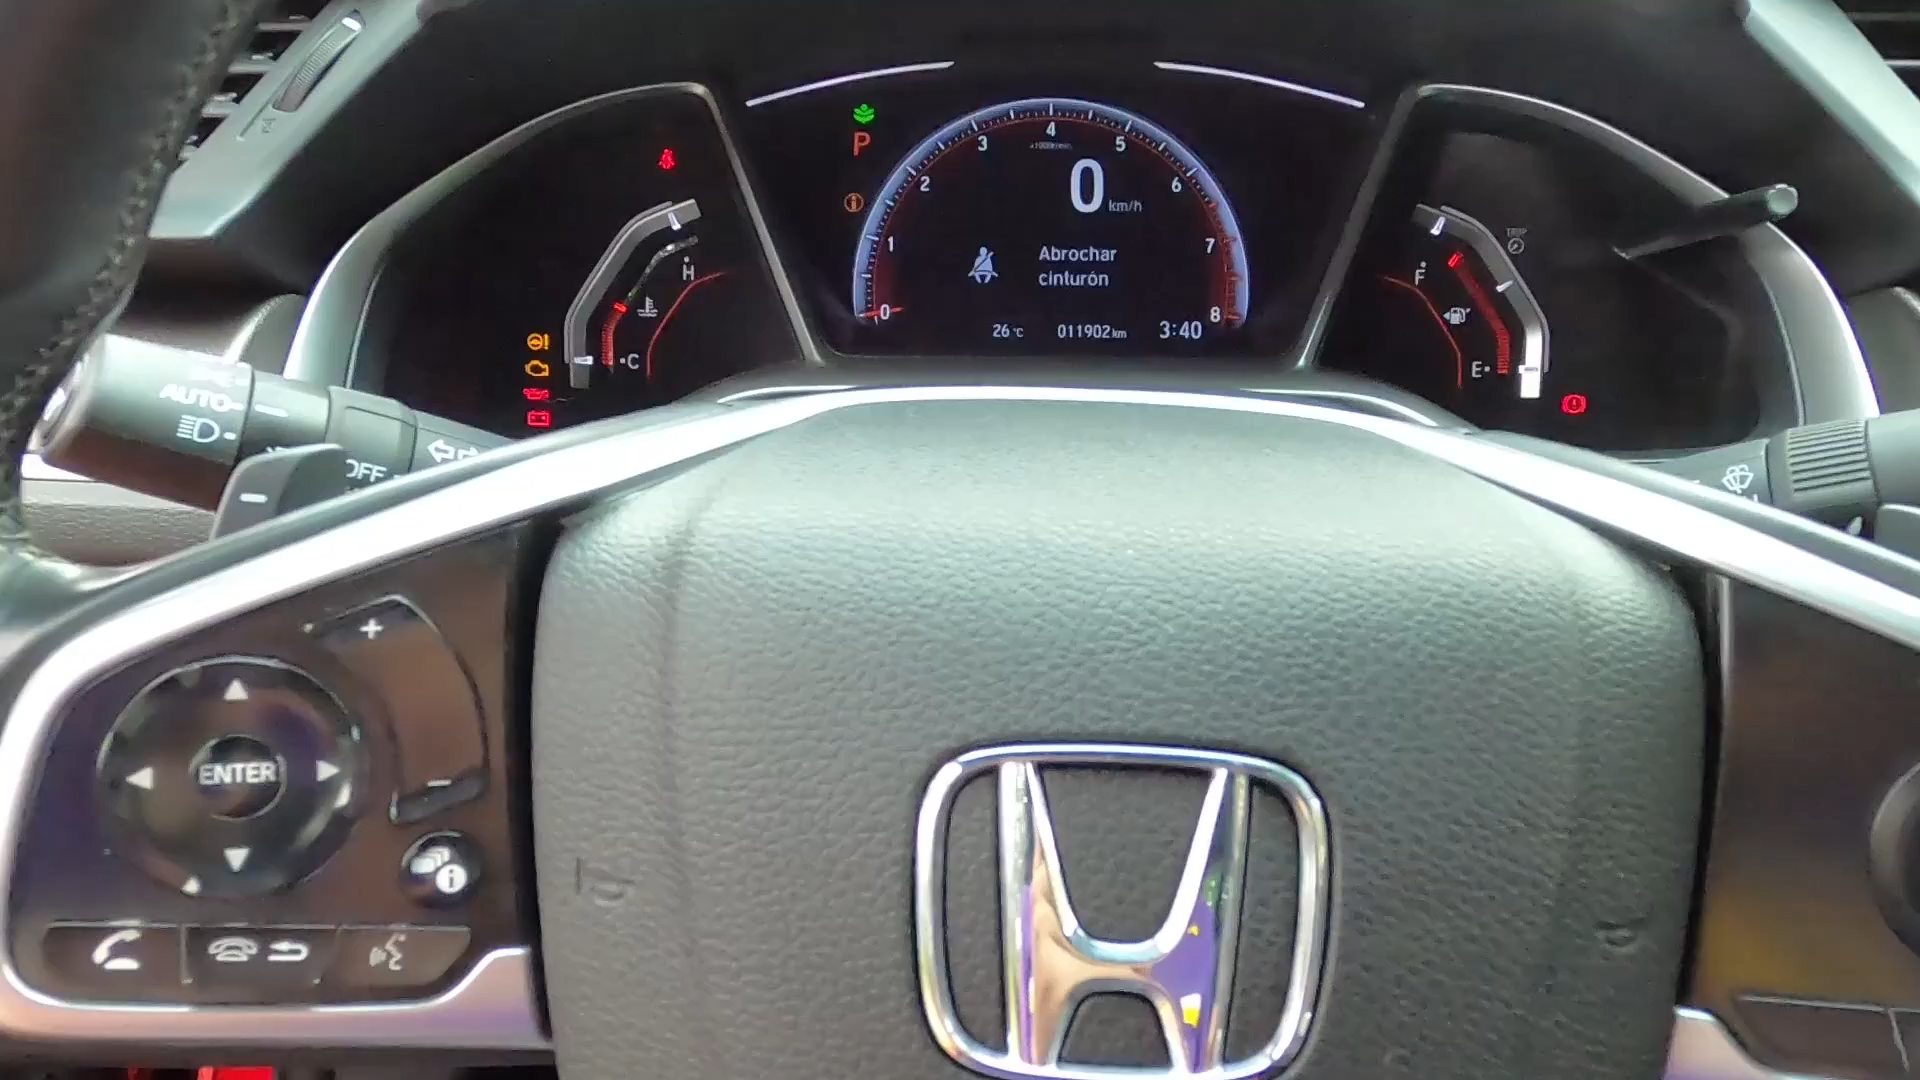 P
0
1
2
3
4
5
6
7
8
0 km/h
Abrochar
cinturón
26 °C
011902 km
3:40
H
C
TRIP
F
E
AUTO
OFF
+
-
ENTER
-
i